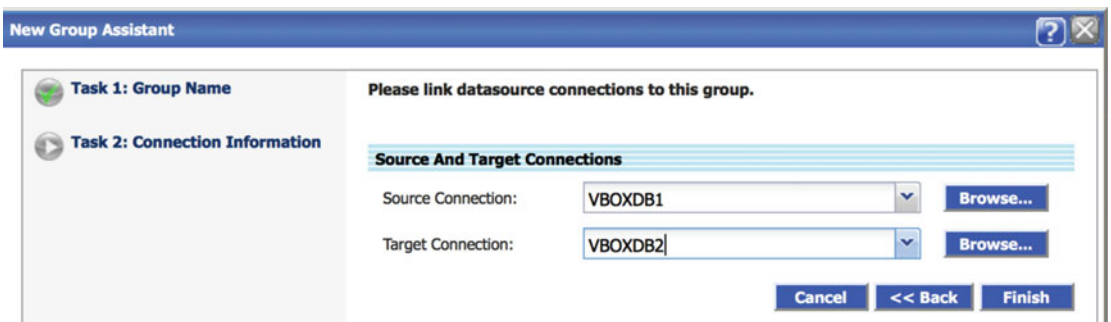 New Group Assistant
?
Task 1: Group Name
Task 2: Connection Information
Please link datasource connections to this group.
Source And Target Connections
Source Connection: VBOXDB1 Browse...
Target Connection: VBOXDB2 Browse...
Cancel << Back Finish